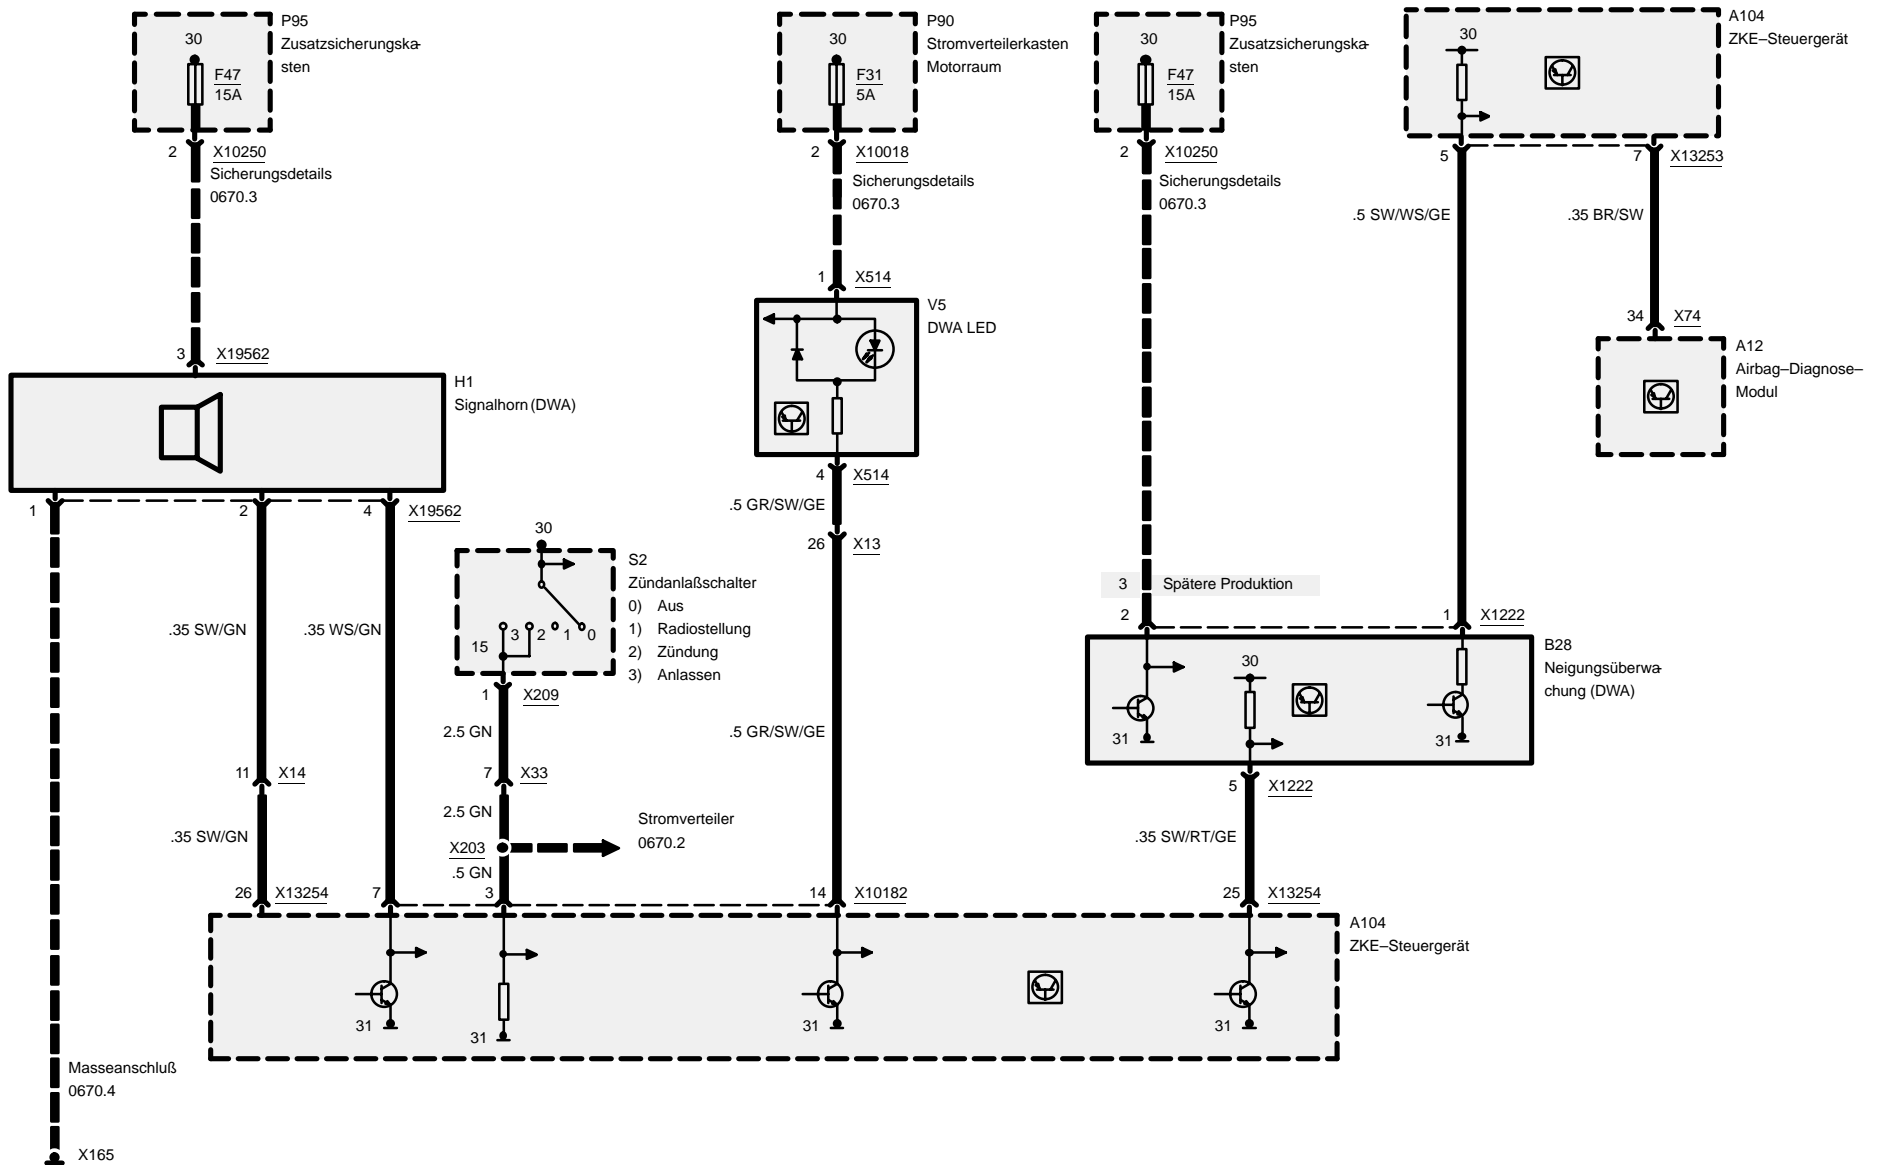 P95
Zusatzsicherungska-
sten
30
F47
15A
2 X10250
Sicherungsdetails
0670.3
3 X19562
H1
Signalhorn (DWA)
1 2 4 X19562
.35 SW/GN
.35 WS/GN
11 X14
.35 SW/GN
26 X13254
7
Masseanschluß
0670.4
X165
30
S2
Zündanlaßschalter
0) Aus
1) Radiostellung
2) Zündung
3) Anlassen
15 3 2 1 0
1 X209
2.5 GN
7 X33
2.5 GN
X203
Stromverteiler
0670.2
.5 GN
3
P90
Stromverteilerkasten
Motorraum
30
F31
5A
2 X10018
Sicherungsdetails
0670.3
1 X514
V5
DWA LED
4 X514
.5 GR/SW/GE
26 X13
.5 GR/SW/GE
14 X10182
P95
Zusatzsicherungska-
sten
30
F47
15A
2 X10250
Sicherungsdetails
0670.3
3 Spätere Produktion
2
A104
ZKE–Steuergerät
30
5 7 X13253
.5 SW/WS/GE
.35 BR/SW
34 X74
A12
Airbag–Diagnose–
Modul
1 X1222
B28
Neigungsüberwa-
chung (DWA)
30
31
31
5 X1222
.35 SW/RT/GE
25 X13254
A104
ZKE–Steuergerät
31
31
31
31